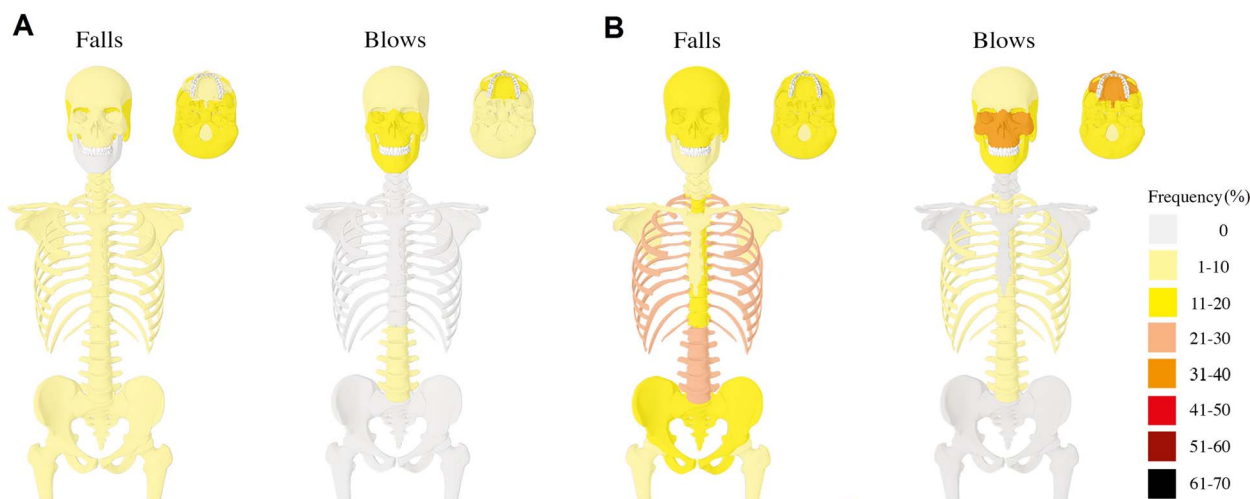 A
Falls
Blows
B
Falls
Blows
Frequency (%)
0
1-10
11-20
21-30
31-40
41-50
51-60
61-70